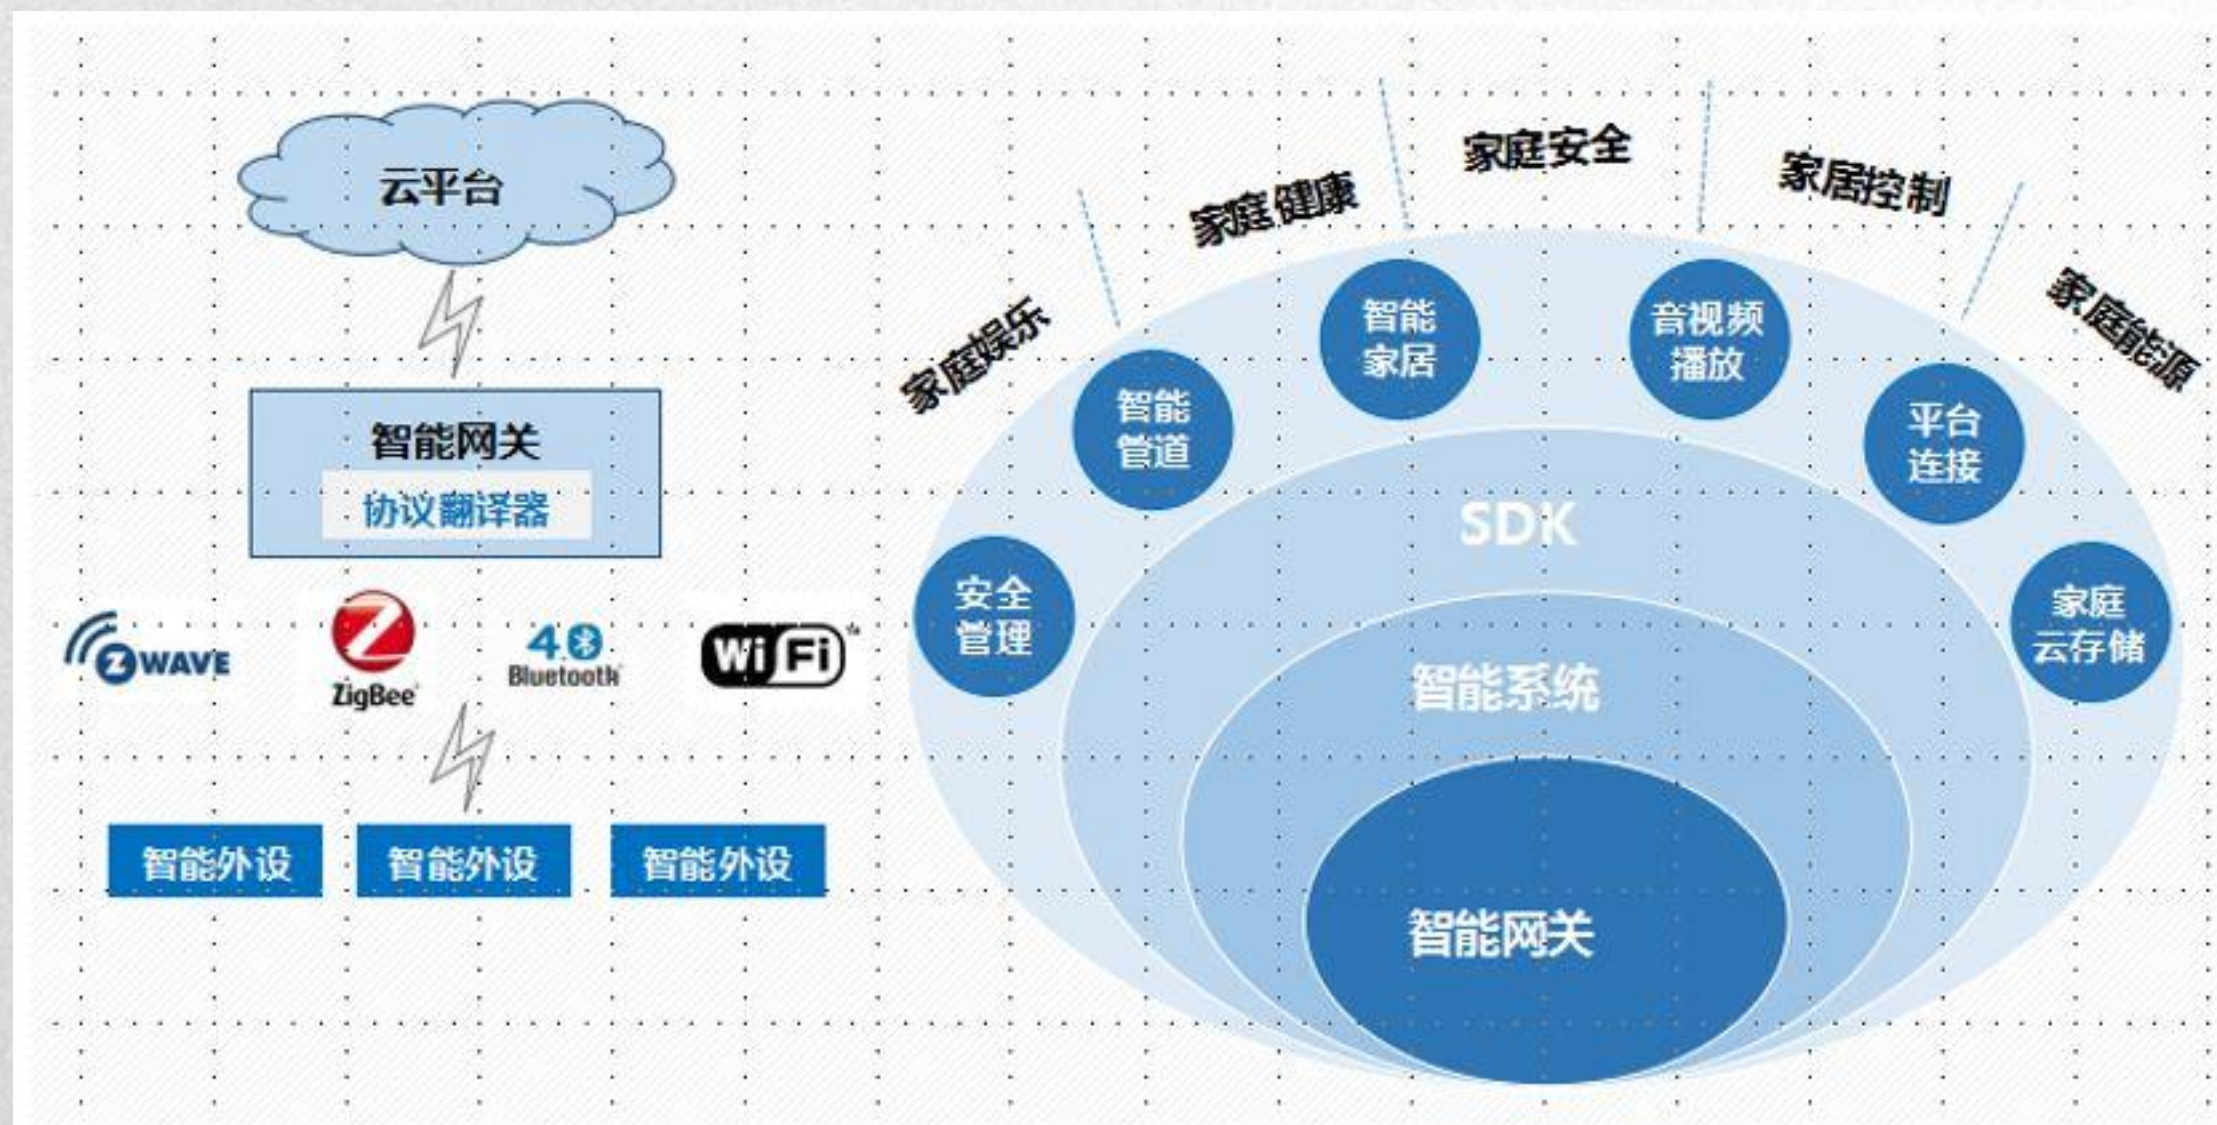 云平台
智能网关
协议翻译器
Z WAVE
ZigBee
4.0
Bluetooth
Wi Fi
智能外设
智能外设
智能外设
家庭娱乐
家庭健康
家庭安全
家居控制
家庭能源
安全
管理
智能
管道
智能
家居
音视频
播放
平台
连接
家庭
云存储
SDK
智能系统
智能网关